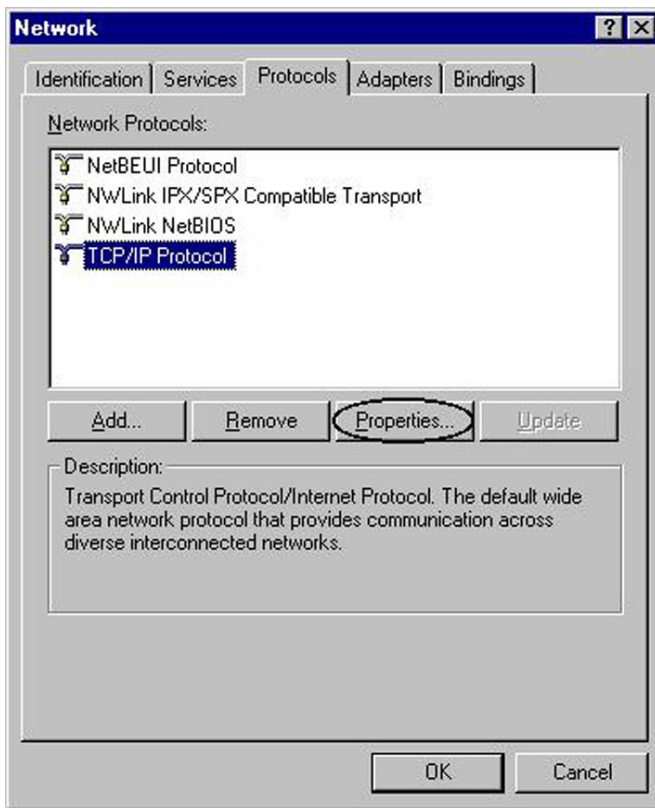 Network
Identification Services Protocols Adapters Bindings
Network Protocols:
NetBEUI Protocol
NWLink IPX/SPX Compatible Transport
NWLink NetBIOS
TCP/IP Protocol
Add... Remove Properties... Update
Description:
Transport Control Protocol/Internet Protocol. The default wide
area network protocol that provides communication across
diverse interconnected networks.
OK Cancel